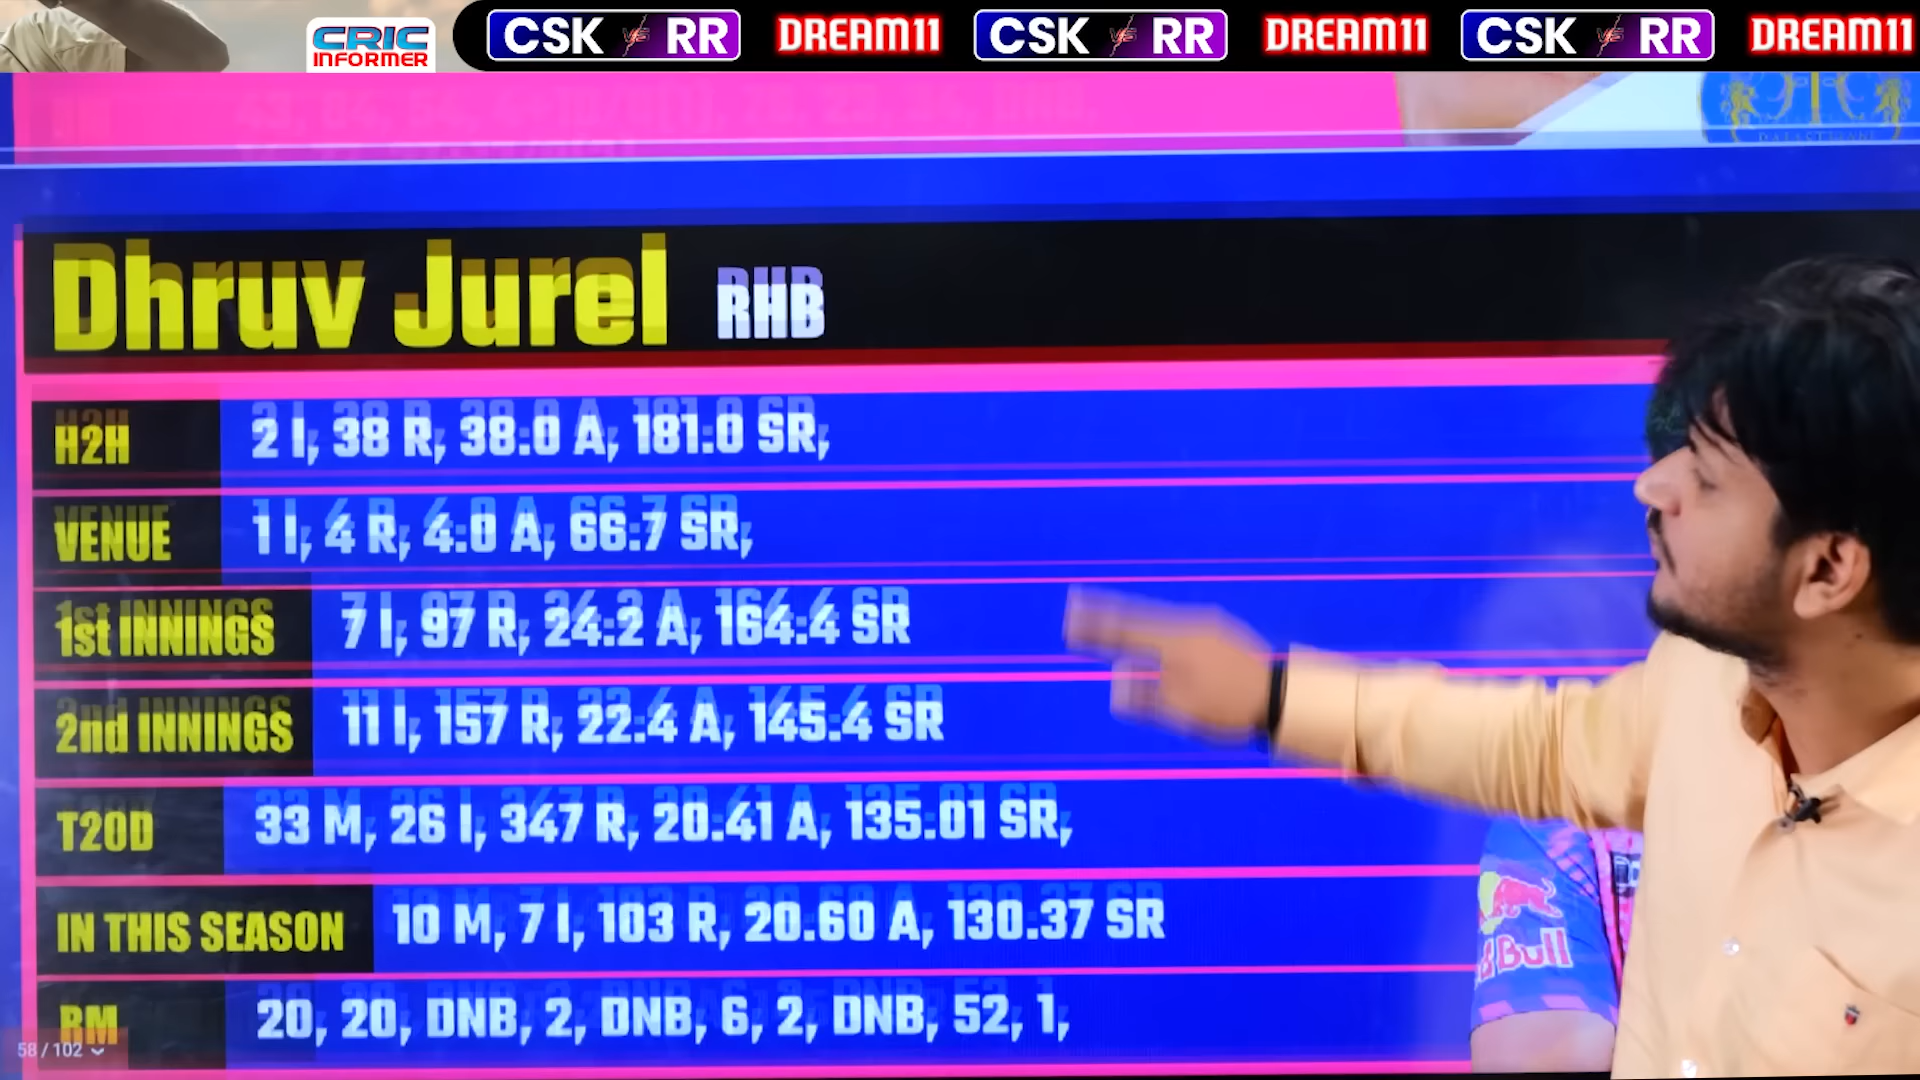 CRIC
INFORMER
CSK vs RR DREAM11 CSK vs RR DREAM11 CSK vs RR DREAM11
Dhruv Jurel RHB
H2H 2 I, 38 R, 38.0 A, 181.0 SR,
VENUE 1 I, 4 R, 4.0 A, 66.7 SR,
1st INNINGS 7 I, 97 R, 24.2 A, 164.4 SR
2nd INNINGS 11 I, 157 R, 22.4 A, 145.4 SR
T20D 33 M, 26 I, 347 R, 20.41 A, 135.01 SR,
IN THIS SEASON 10 M, 7 I, 103 R, 20.60 A, 130.37 SR
RM 20, 20, DNB, 2, DNB, 6, 2, DNB, 52, 1,
58 / 102
Bull